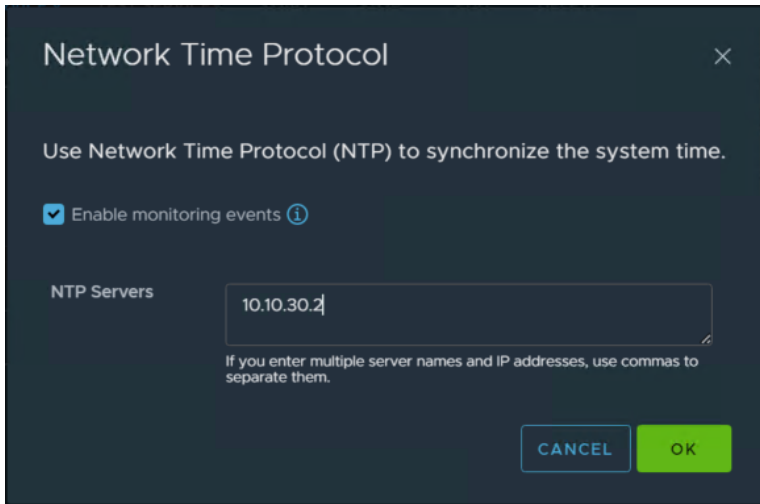 Network Time Protocol
Use Network Time Protocol (NTP) to synchronize the system time.
Enable monitoring events
NTP Servers
10.10.30.2
If you enter multiple server names and IP addresses, use commas to
separate them.
CANCEL
OK